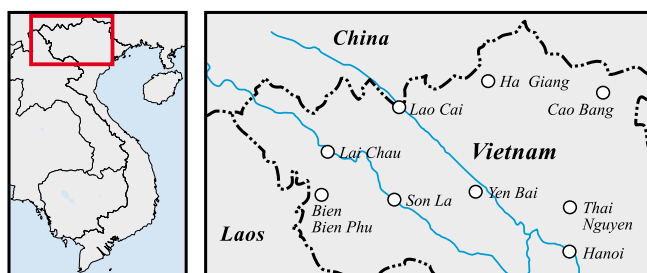 China
Ha Giang
Lao Cai
Cao Bang
Lai Chau
Vietnam
Bien
Bien Phu
Son La
Yen Bai
Thai
Nguyen
Laos
Hanoi